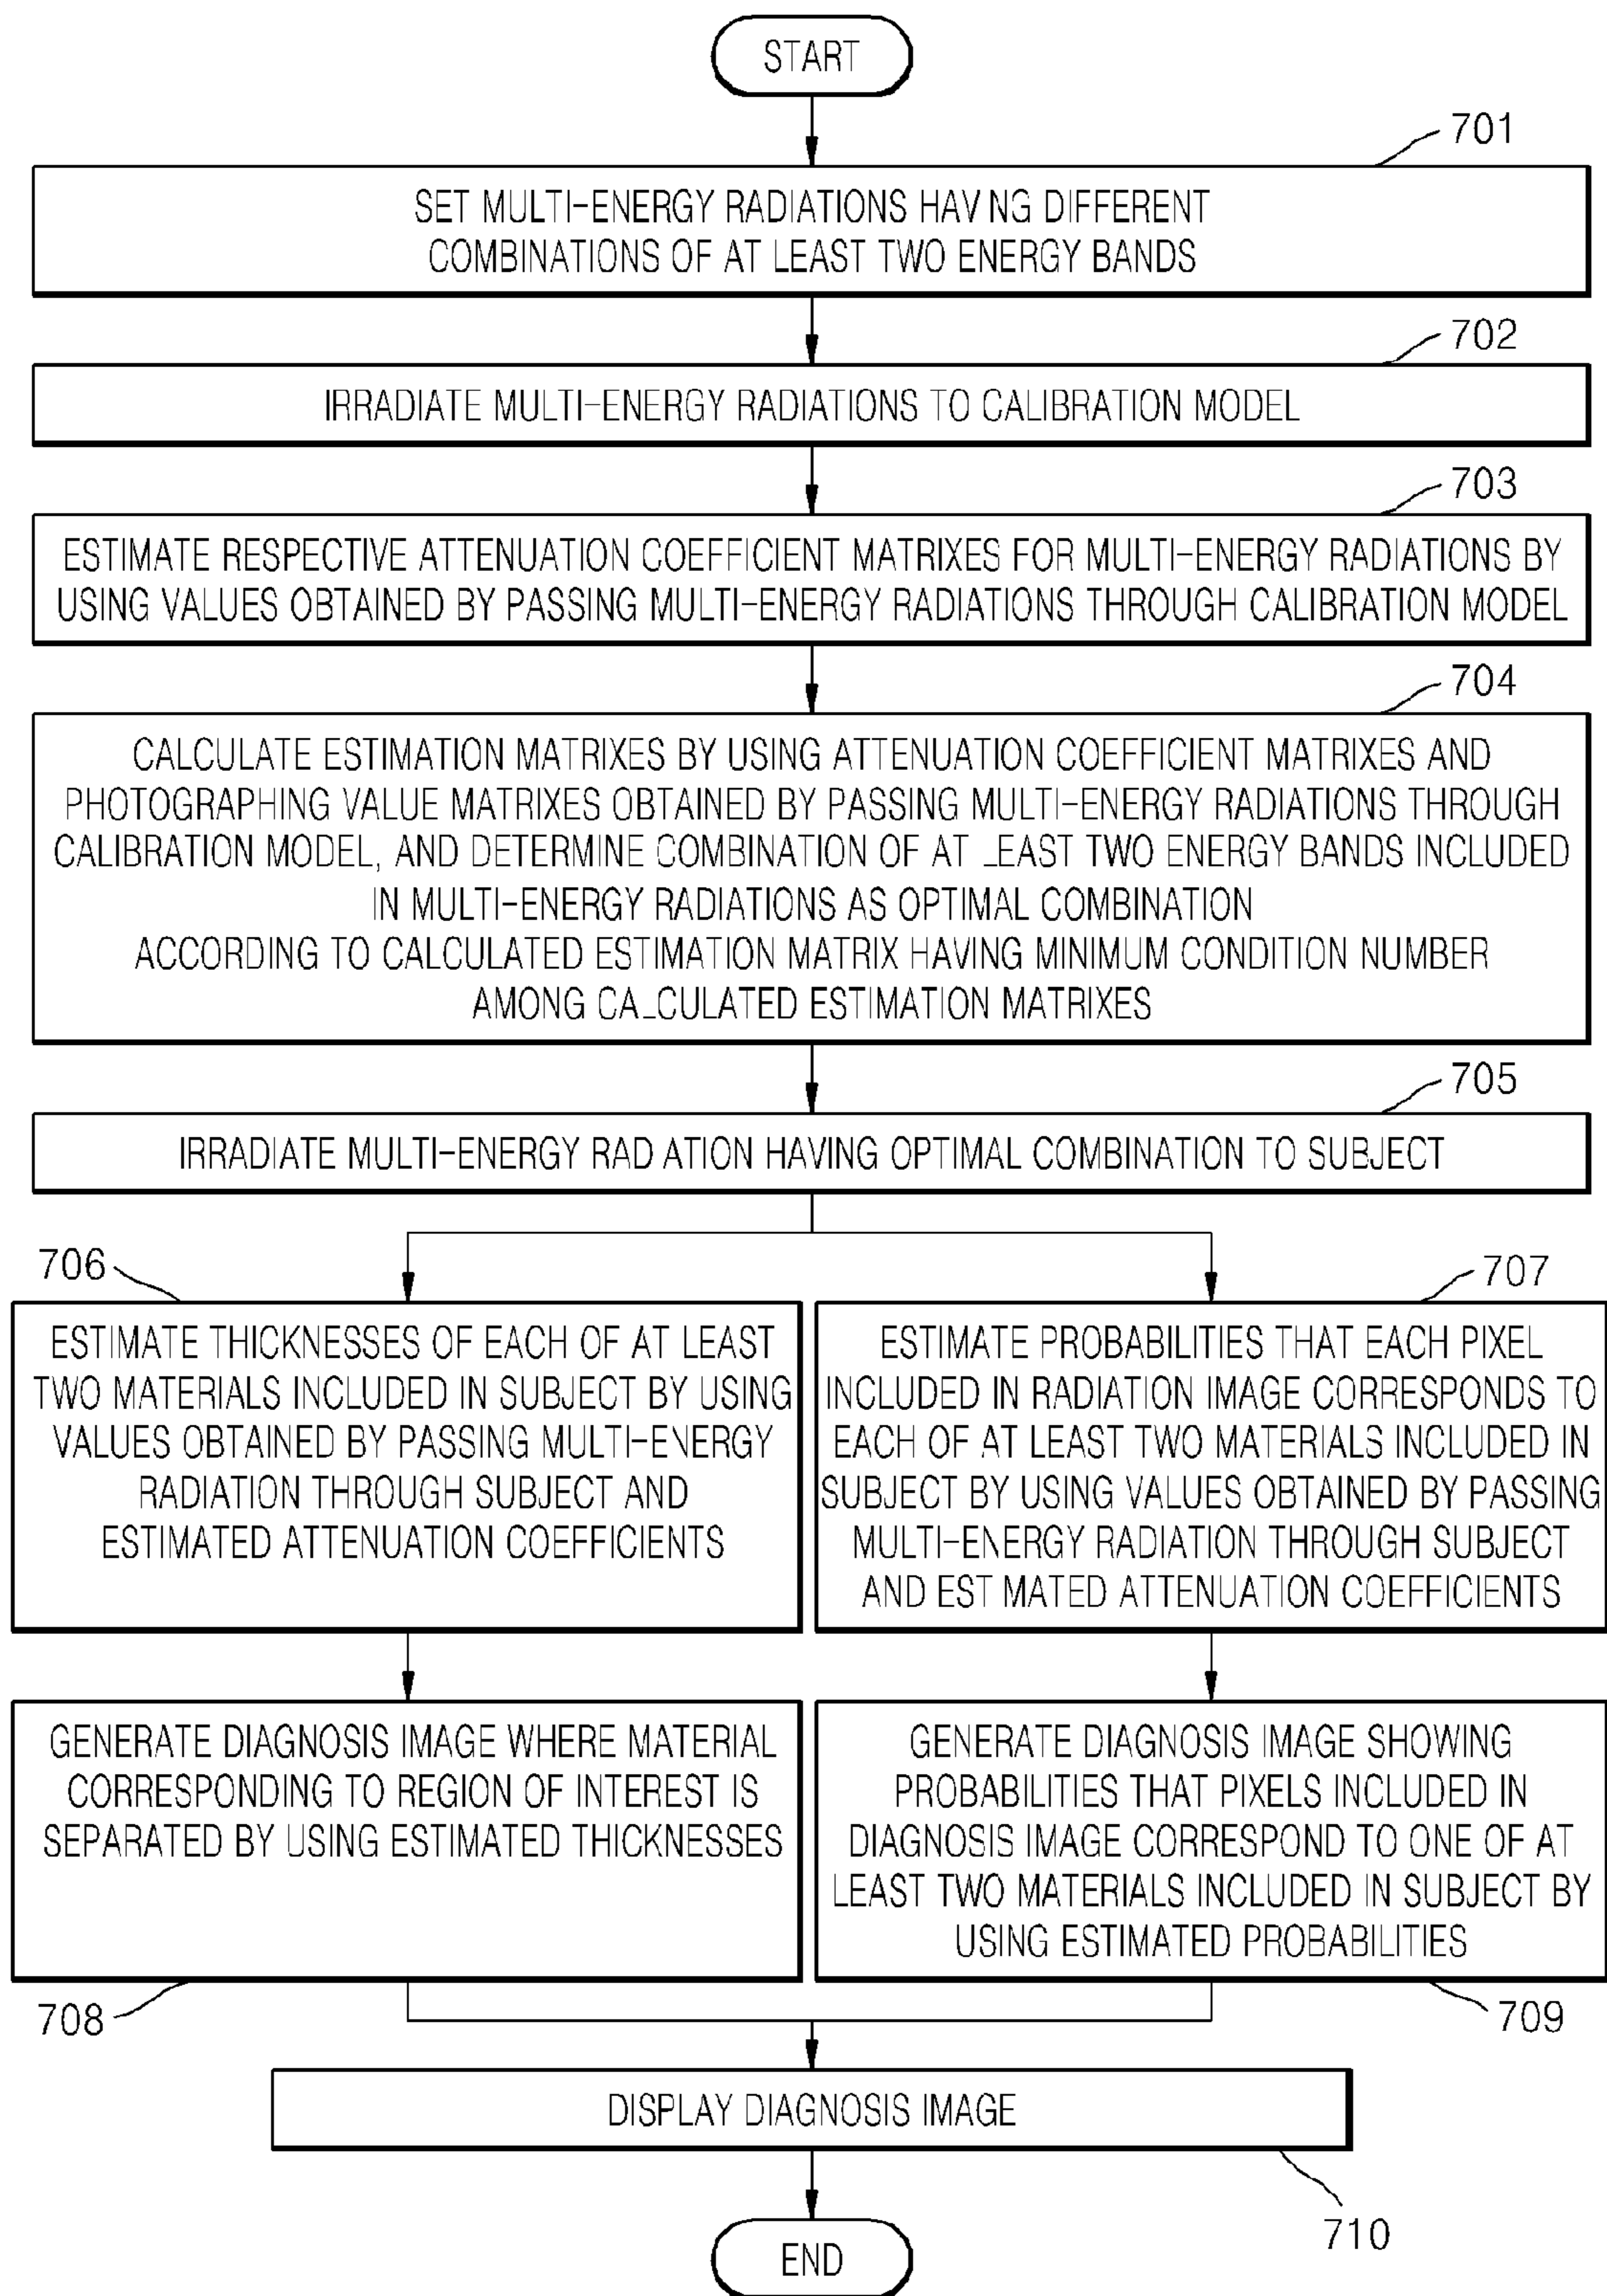 START
701
SET MULTI-ENERGY RADIATIONS HAVING DIFFERENT
COMBINATIONS OF AT LEAST TWO ENERGY BANDS
702
IRRADIATE MULTI-ENERGY RADIATIONS TO CALIBRATION MODEL
703
ESTIMATE RESPECTIVE ATTENUATION COEFFICIENT MATRIXES FOR MULTI-ENERGY RADIATIONS BY
USING VALUES OBTAINED BY PASSING MULTI-ENERGY RADIATIONS THROUGH CALIBRATION MODEL
704
CALCULATE ESTIMATION MATRIXES BY USING ATTENUATION COEFFICIENT MATRIXES AND
PHOTOGRAPHING VALUE MATRIXES OBTAINED BY PASSING MULTI-ENERGY RADIATIONS THROUGH
CALIBRATION MODEL, AND DETERMINE COMBINATION OF AT LEAST TWO ENERGY BANDS INCLUDED
IN MULTI-ENERGY RADIATIONS AS OPTIMAL COMBINATION
ACCORDING TO CALCULATED ESTIMATION MATRIX HAVING MINIMUM CONDITION NUMBER
AMONG CALCULATED ESTIMATION MATRIXES
705
IRRADIATE MULTI-ENERGY RADIATION HAVING OPTIMAL COMBINATION TO SUBJECT
706
ESTIMATE THICKNESSES OF EACH OF AT LEAST
TWO MATERIALS INCLUDED IN SUBJECT BY USING
VALUES OBTAINED BY PASSING MULTI-ENERGY
RADIATION THROUGH SUBJECT AND
ESTIMATED ATTENUATION COEFFICIENTS
707
ESTIMATE PROBABILITIES THAT EACH PIXEL
INCLUDED IN RADIATION IMAGE CORRESPONDS TO
EACH OF AT LEAST TWO MATERIALS INCLUDED IN
SUBJECT BY USING VALUES OBTAINED BY PASSING
MULTI-ENERGY RADIATION THROUGH SUBJECT
AND ESTIMATED ATTENUATION COEFFICIENTS
GENERATE DIAGNOSIS IMAGE WHERE MATERIAL
CORRESPONDING TO REGION OF INTEREST IS
SEPARATED BY USING ESTIMATED THICKNESSES
708
GENERATE DIAGNOSIS IMAGE SHOWING
PROBABILITIES THAT PIXELS INCLUDED IN
DIAGNOSIS IMAGE CORRESPOND TO ONE OF AT
LEAST TWO MATERIALS INCLUDED IN SUBJECT BY
USING ESTIMATED PROBABILITIES
709
DISPLAY DIAGNOSIS IMAGE
710
END